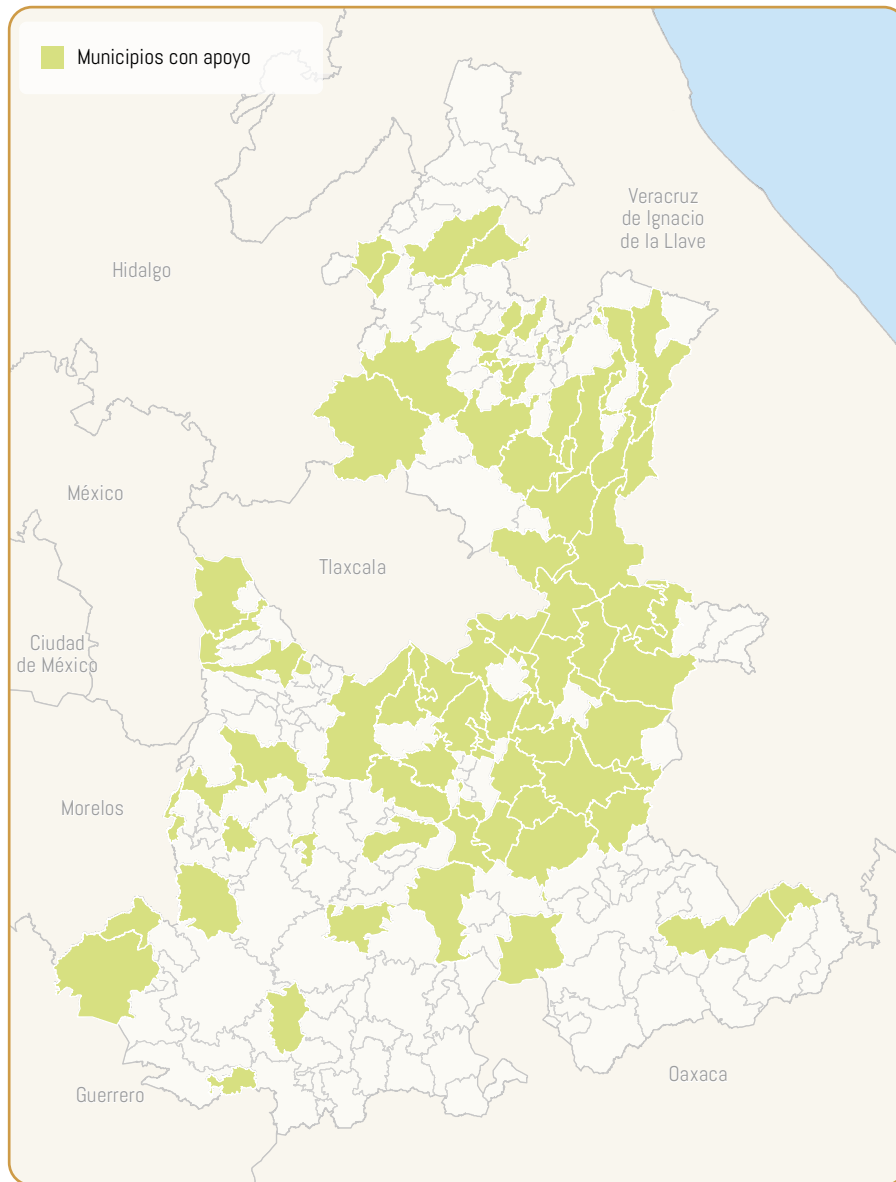 Municipios con apoyo
Veracruz
de Ignacio
de la Llave
Hidalgo
México
Tlaxcala
Ciudad
de México
Morelos
Guerrero
Oaxaca